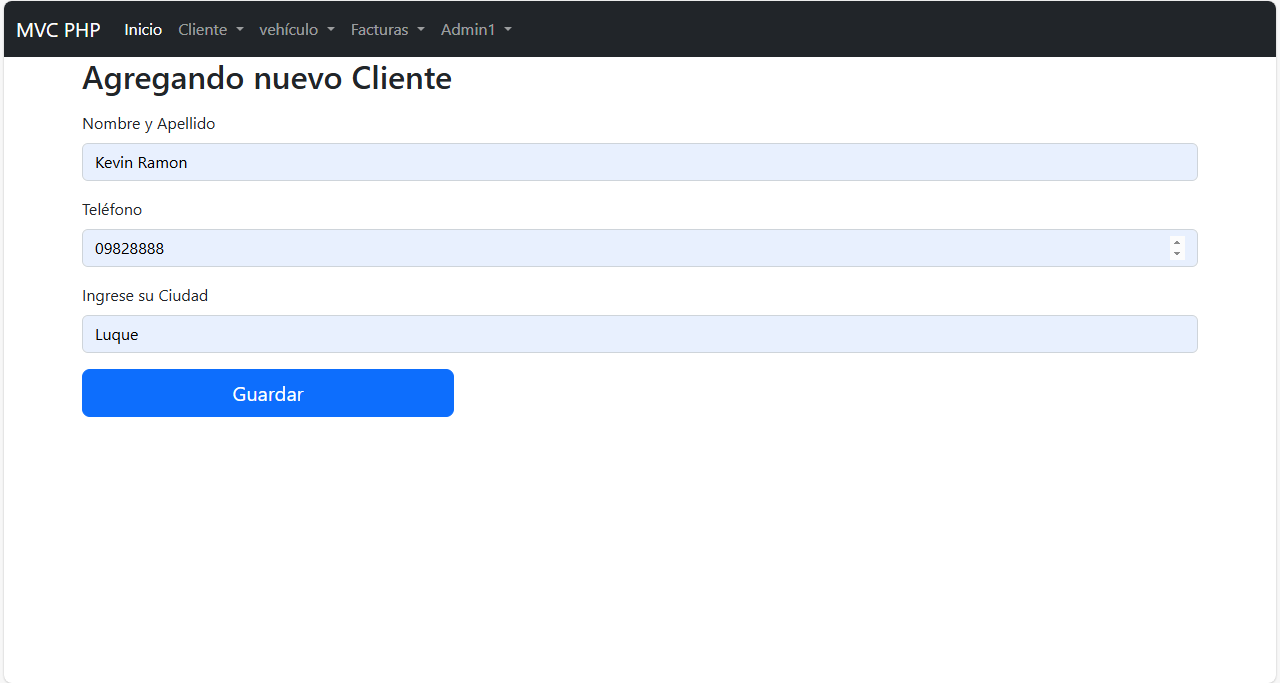 MVC PHP Inicio Cliente vehículo Facturas Admin1
Agregando nuevo Cliente
Nombre y Apellido
Kevin Ramon
Teléfono
09828888
Ingrese su Ciudad
Luque
Guardar